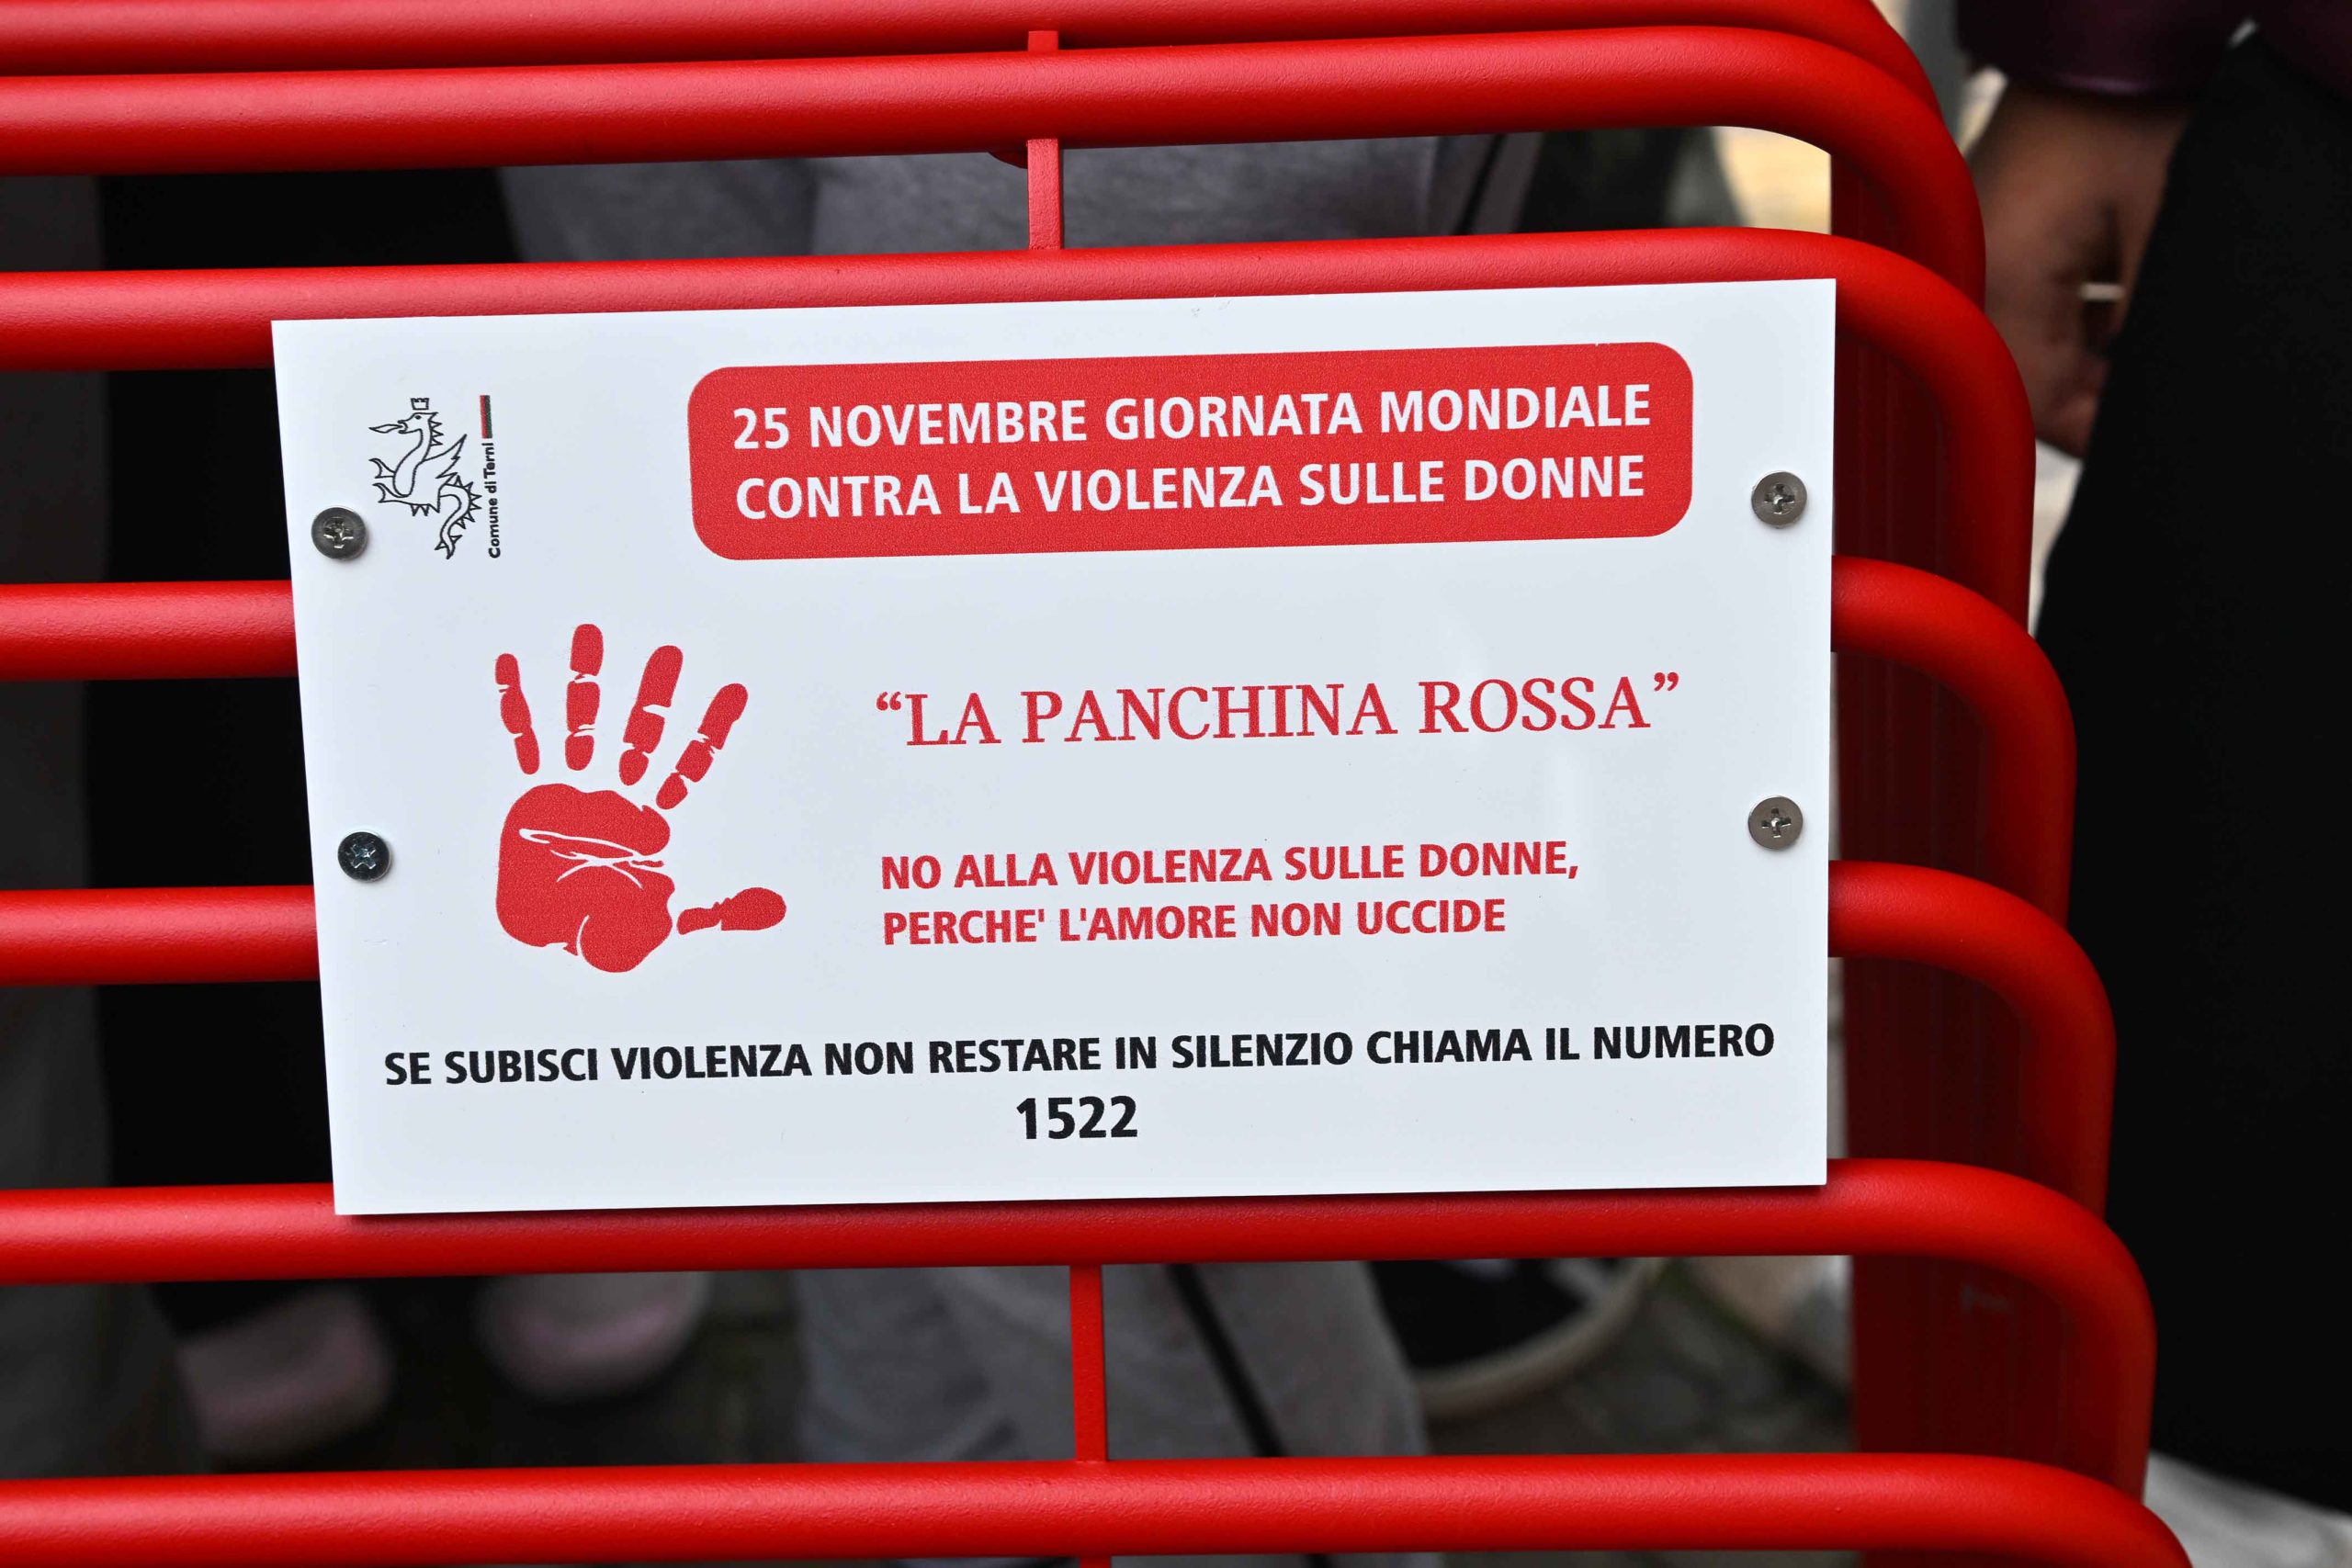 Comune di Terni
25 NOVEMBRE GIORNATA MONDIALE
CONTRA LA VIOLENZA SULLE DONNE
“LA PANCHINA ROSSA”
NO ALLA VIOLENZA SULLE DONNE,
PERCHE' L'AMORE NON UCCIDE
SE SUBISCI VIOLENZA NON RESTARE IN SILENZIO CHIAMA IL NUMERO
1522